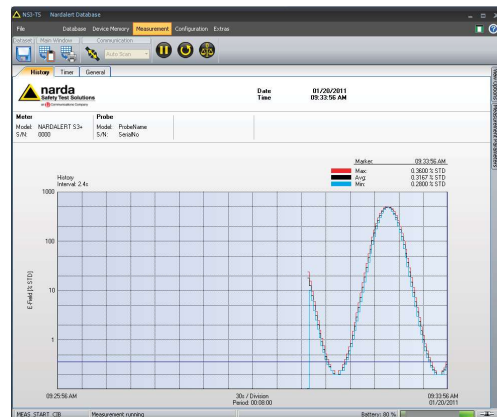 NS3-TS Nardalert Database
File Database Device Memory Measurement Configuration Extras
Dataset Main-Window Communication
Auto Scan
History Timer General
narda
Safety Test Solutions
Date 01/20/2011
Time 09:33:56 AM
Meter Probe
Model: NARDALERT S3+ Model: ProbeName
S/N: 0000 S/N: SerialNo
Marker: 09:33:56 AM
Max: 0.3600 % STD
Avg: 0.3167 % STD
Min: 0.2800 % STD
History
Interval: 2.4s
1000
100
10
1
E-Field [% STD]
09:25:56 AM 30s / Division 09:33:56 AM
Period: 00:08:00 01/20/2011
MEAS_START_CB Measurement running Battery: 80 %